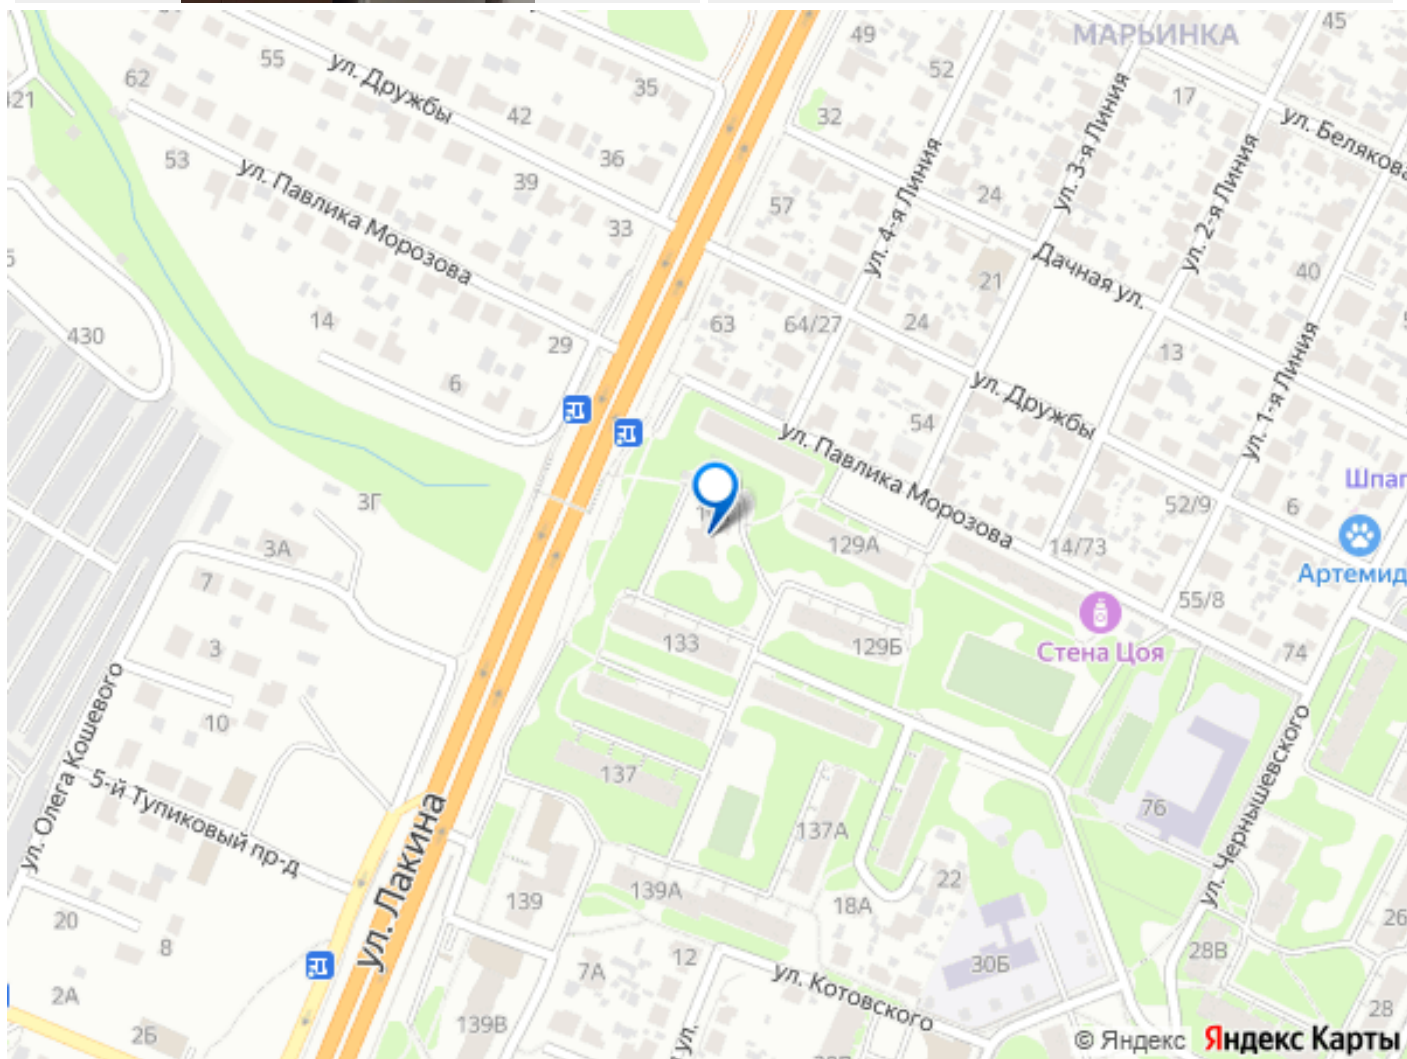 МАРЬИНКА
45
49
55
62
52
ул. Дружбы
35
17
421
42
32
ул. Белякова
ул. 3-я Линия
36
53
39
ул. 4-я Линия
ул. 2-я Линия
ул. Павлика Морозова
24
57
33
Дачная ул.
40
21
14
63
64/27
24
430
29
13
ул. 1-я Линия
6
ул. Дружбы
54
ул. Павлика Морозова
Шпаг
3Г
52/9
6
3А
129А
14/73
Артемид
7
55/8
133
129Б
Стена Цоя
74
3
10
ул. Олега Кошевого
137
5-й Тупиковый пр-д
76
137А
ул. Чернышевского
ул. Лакина
22
139А
139
18А
20
26
8
12
28В
7А
30Б
ул. Котовского
2А
28
139В
2Б
© Яндекс Яндекс Карты